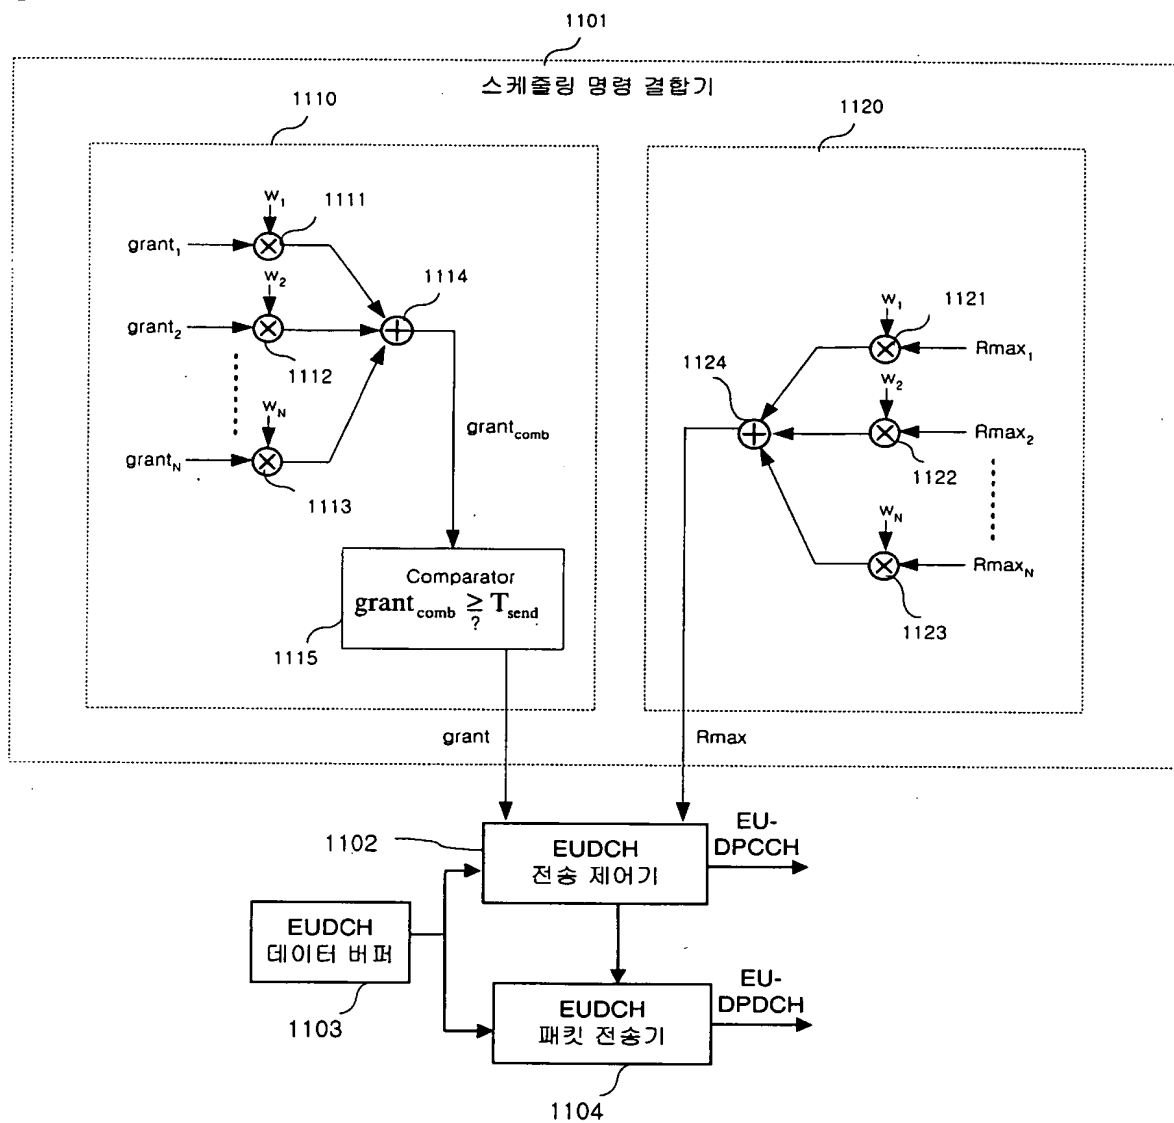 1101
스케줄링 명령 결합기
1110
1120
w1
1111
grant1
w2
1114
grant2
1112
wN
grantN
1113
grantcomb
Comparator
grantcomb ≥ Tsend
?
1115
w1
1121
Rmax1
1124
w2
Rmax2
1122
wN
RmaxN
1123
grant
Rmax
1102
EUDCH
전송 제어기
EU-
DPCCH
EUDCH
데이터 버퍼
1103
EUDCH
패킷 전송기
EU-
DPDCH
1104